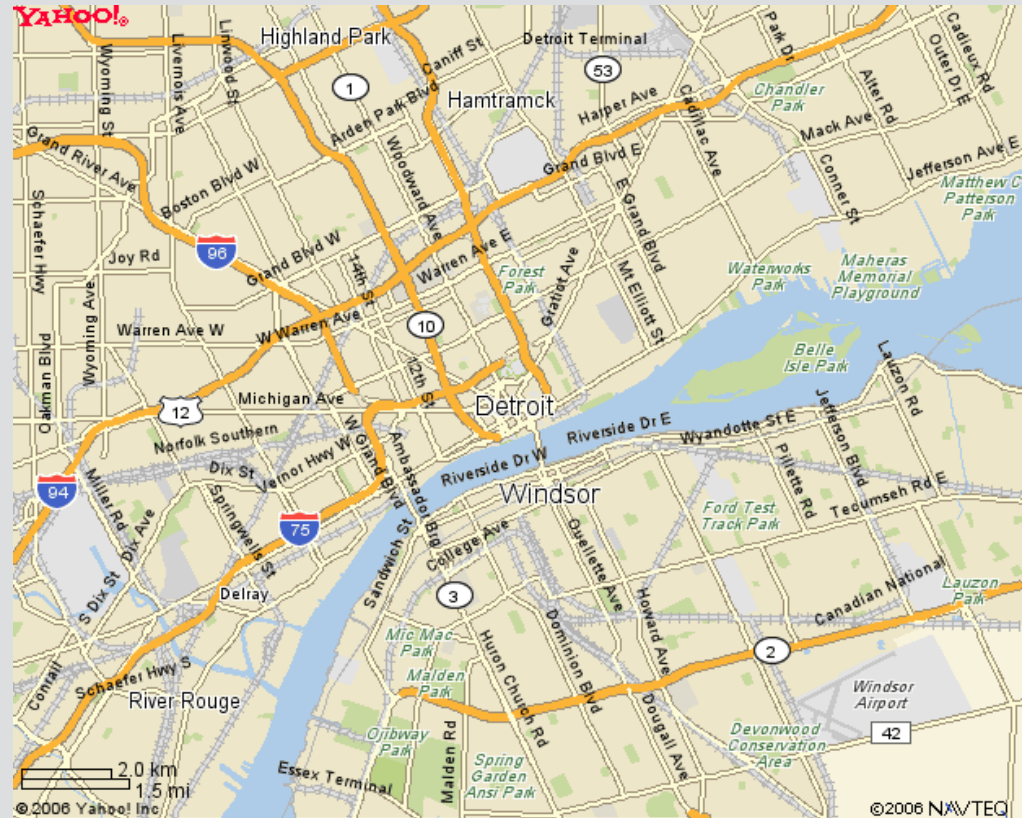 YAHOO!®
Highland Park
Detroit Terminal
Wyoming St
Livernois Ave
Linwood St
1
Caniff St
53
Park Dr
Cadieux Rd
Outer Dr E
Alter Rd
Chandler
Park
Hamtramck
Harper Ave
Cadillac Ave
Arden Park Blvd
Woodward Ave
Mack Ave
Grand River Ave
Grand Blvd E
Conner St
Jefferson Ave E
Boston Blvd W
E Grand Blvd
Matthew C
Patterson
Park
Schaefer Hwy
96
Joy Rd
Grand Blvd W
14th St
Warren Ave E
Forest
Park
Gratiot Ave
Mt Elliott St
Waterworks
Park
Maheras
Memorial
Playground
Wyoming Ave
Warren Ave W
W Warren Ave
10
Oakman Blvd
12th St
Belle
Isle Park
Lauzon Rd
12
Michigan Ave
Detroit
Norfolk Southern
Vernor Hwy W
W Grand Blvd
Ambassador Brg
Riverside Dr E
Wyandotte St E
Jefferson Blvd
Riverside Dr W
Pillette Rd
94
Miller Rd
Dix St
Springwells St
75
Windsor
Ford Test
Track Park
Tecumseh Rd E
S Dix St
Dix Ave
Sandwich St
College Ave
Ouellette Ave
Delray
3
Howard Ave
Canadian National
Lauzon
Park
Mic Mac
Park
Huron Church Rd
Dominion Blvd
2
Conrail
Schaefer Hwy S
River Rouge
Malden
Park
Windsor
Airport
Ojibway
Park
Malden Rd
Dougall Ave
Devonwood
Conservation
Area
42
Spring
Garden
Ansi Park
Essex Terminal
2.0 km
1.5 mi
©2006 Yahoo! Inc
©2006 NAVTEQ